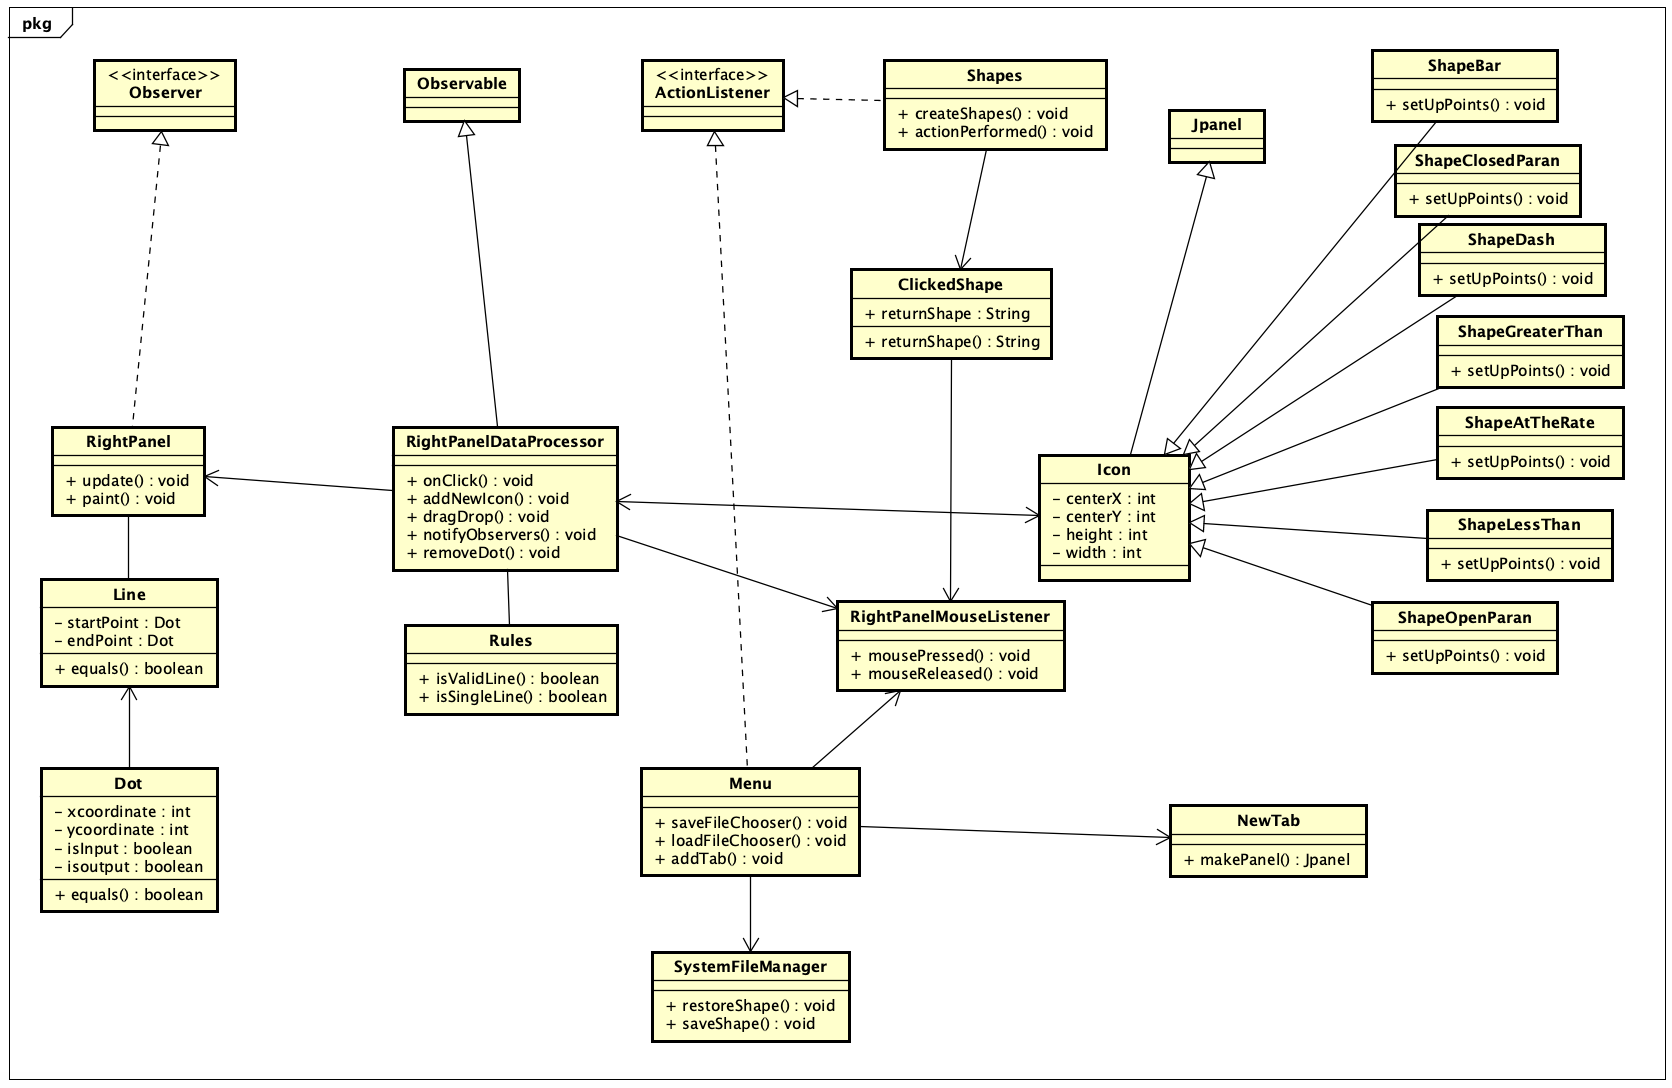 pkg
<<interface>>
Observer
Observable
<<interface>>
ActionListener
Shapes
+ createShapes() : void
+ actionPerformed() : void
Jpanel
ShapeBar
+ setUpPoints() : void
ShapeClosedParan
+ setUpPoints() : void
ShapeDash
+ setUpPoints() : void
ShapeGreaterThan
+ setUpPoints() : void
ShapeAtTheRate
+ setUpPoints() : void
ShapeLessThan
+ setUpPoints() : void
ShapeOpenParan
+ setUpPoints() : void
ClickedShape
+ returnShape : String
+ returnShape() : String
RightPanel
+ update() : void
+ paint() : void
RightPanelDataProcessor
+ onClick() : void
+ addNewIcon() : void
+ dragDrop() : void
+ notifyObservers() : void
+ removeDot() : void
Icon
- centerX : int
- centerY : int
- height : int
- width : int
Line
- startPoint : Dot
- endPoint : Dot
+ equals() : boolean
Rules
+ isValidLine() : boolean
+ isSingleLine() : boolean
RightPanelMouseListener
+ mousePressed() : void
+ mouseReleased() : void
Dot
- xcoordinate : int
- ycoordinate : int
- isInput : boolean
- isoutput : boolean
+ equals() : boolean
Menu
+ saveFileChooser() : void
+ loadFileChooser() : void
+ addTab() : void
NewTab
+ makePanel() : Jpanel
SystemFileManager
+ restoreShape() : void
+ saveShape() : void